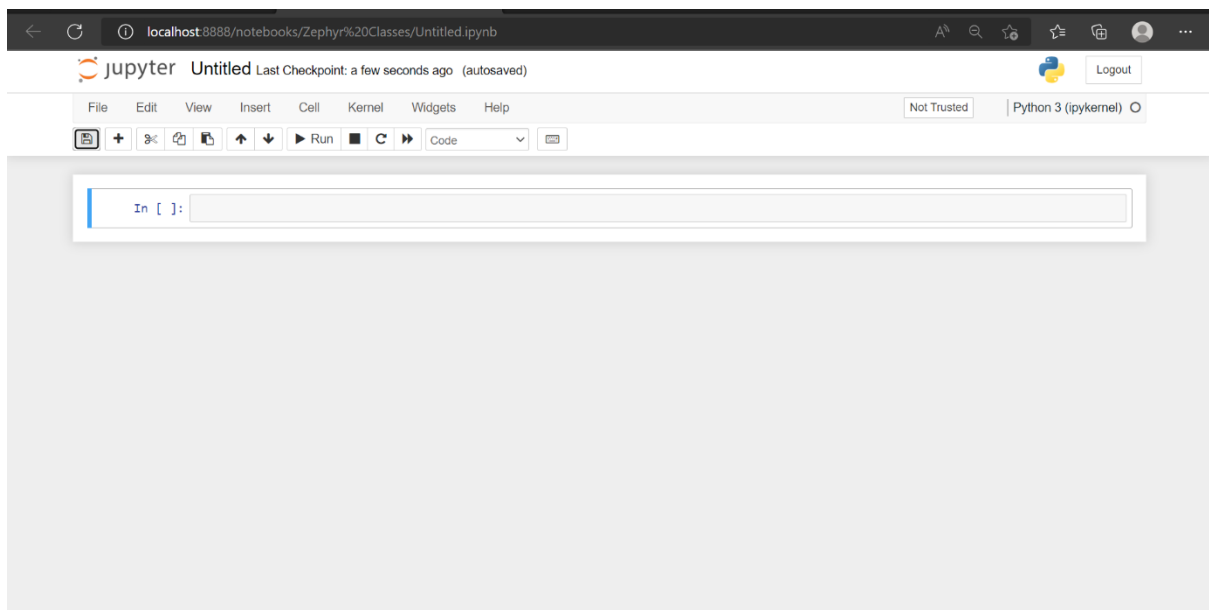 localhost:8888/notebooks/Zephyr%20Classes/Untitled.ipynb
jupyter Untitled Last Checkpoint: a few seconds ago (autosaved)
Logout
File Edit View Insert Cell Kernel Widgets Help
Not Trusted
Python 3 (ipykernel)
Run
Code
In [ ]: